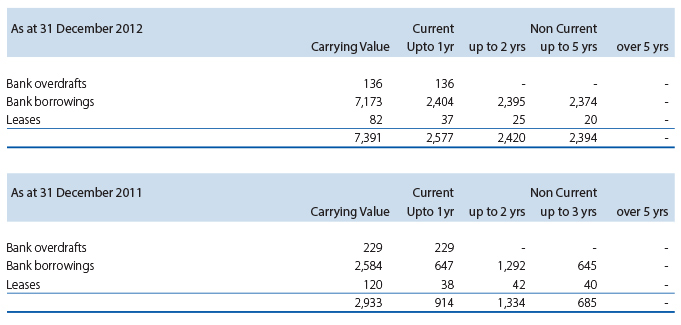 As at 31 December 2012 Current Non Current
Carrying Value Upto 1yr up to 2 yrs up to 5 yrs over 5 yrs
Bank overdrafts 136 136 - - -
Bank borrowings 7,173 2,404 2,395 2,374 -
Leases 82 37 25 20 -
7,391 2,577 2,420 2,394 -
As at 31 December 2011 Current Non Current
Carrying Value Upto 1yr up to 2 yrs up to 3 yrs over 5 yrs
Bank overdrafts 229 229 - - -
Bank borrowings 2,584 647 1,292 645 -
Leases 120 38 42 40 -
2,933 914 1,334 685 -